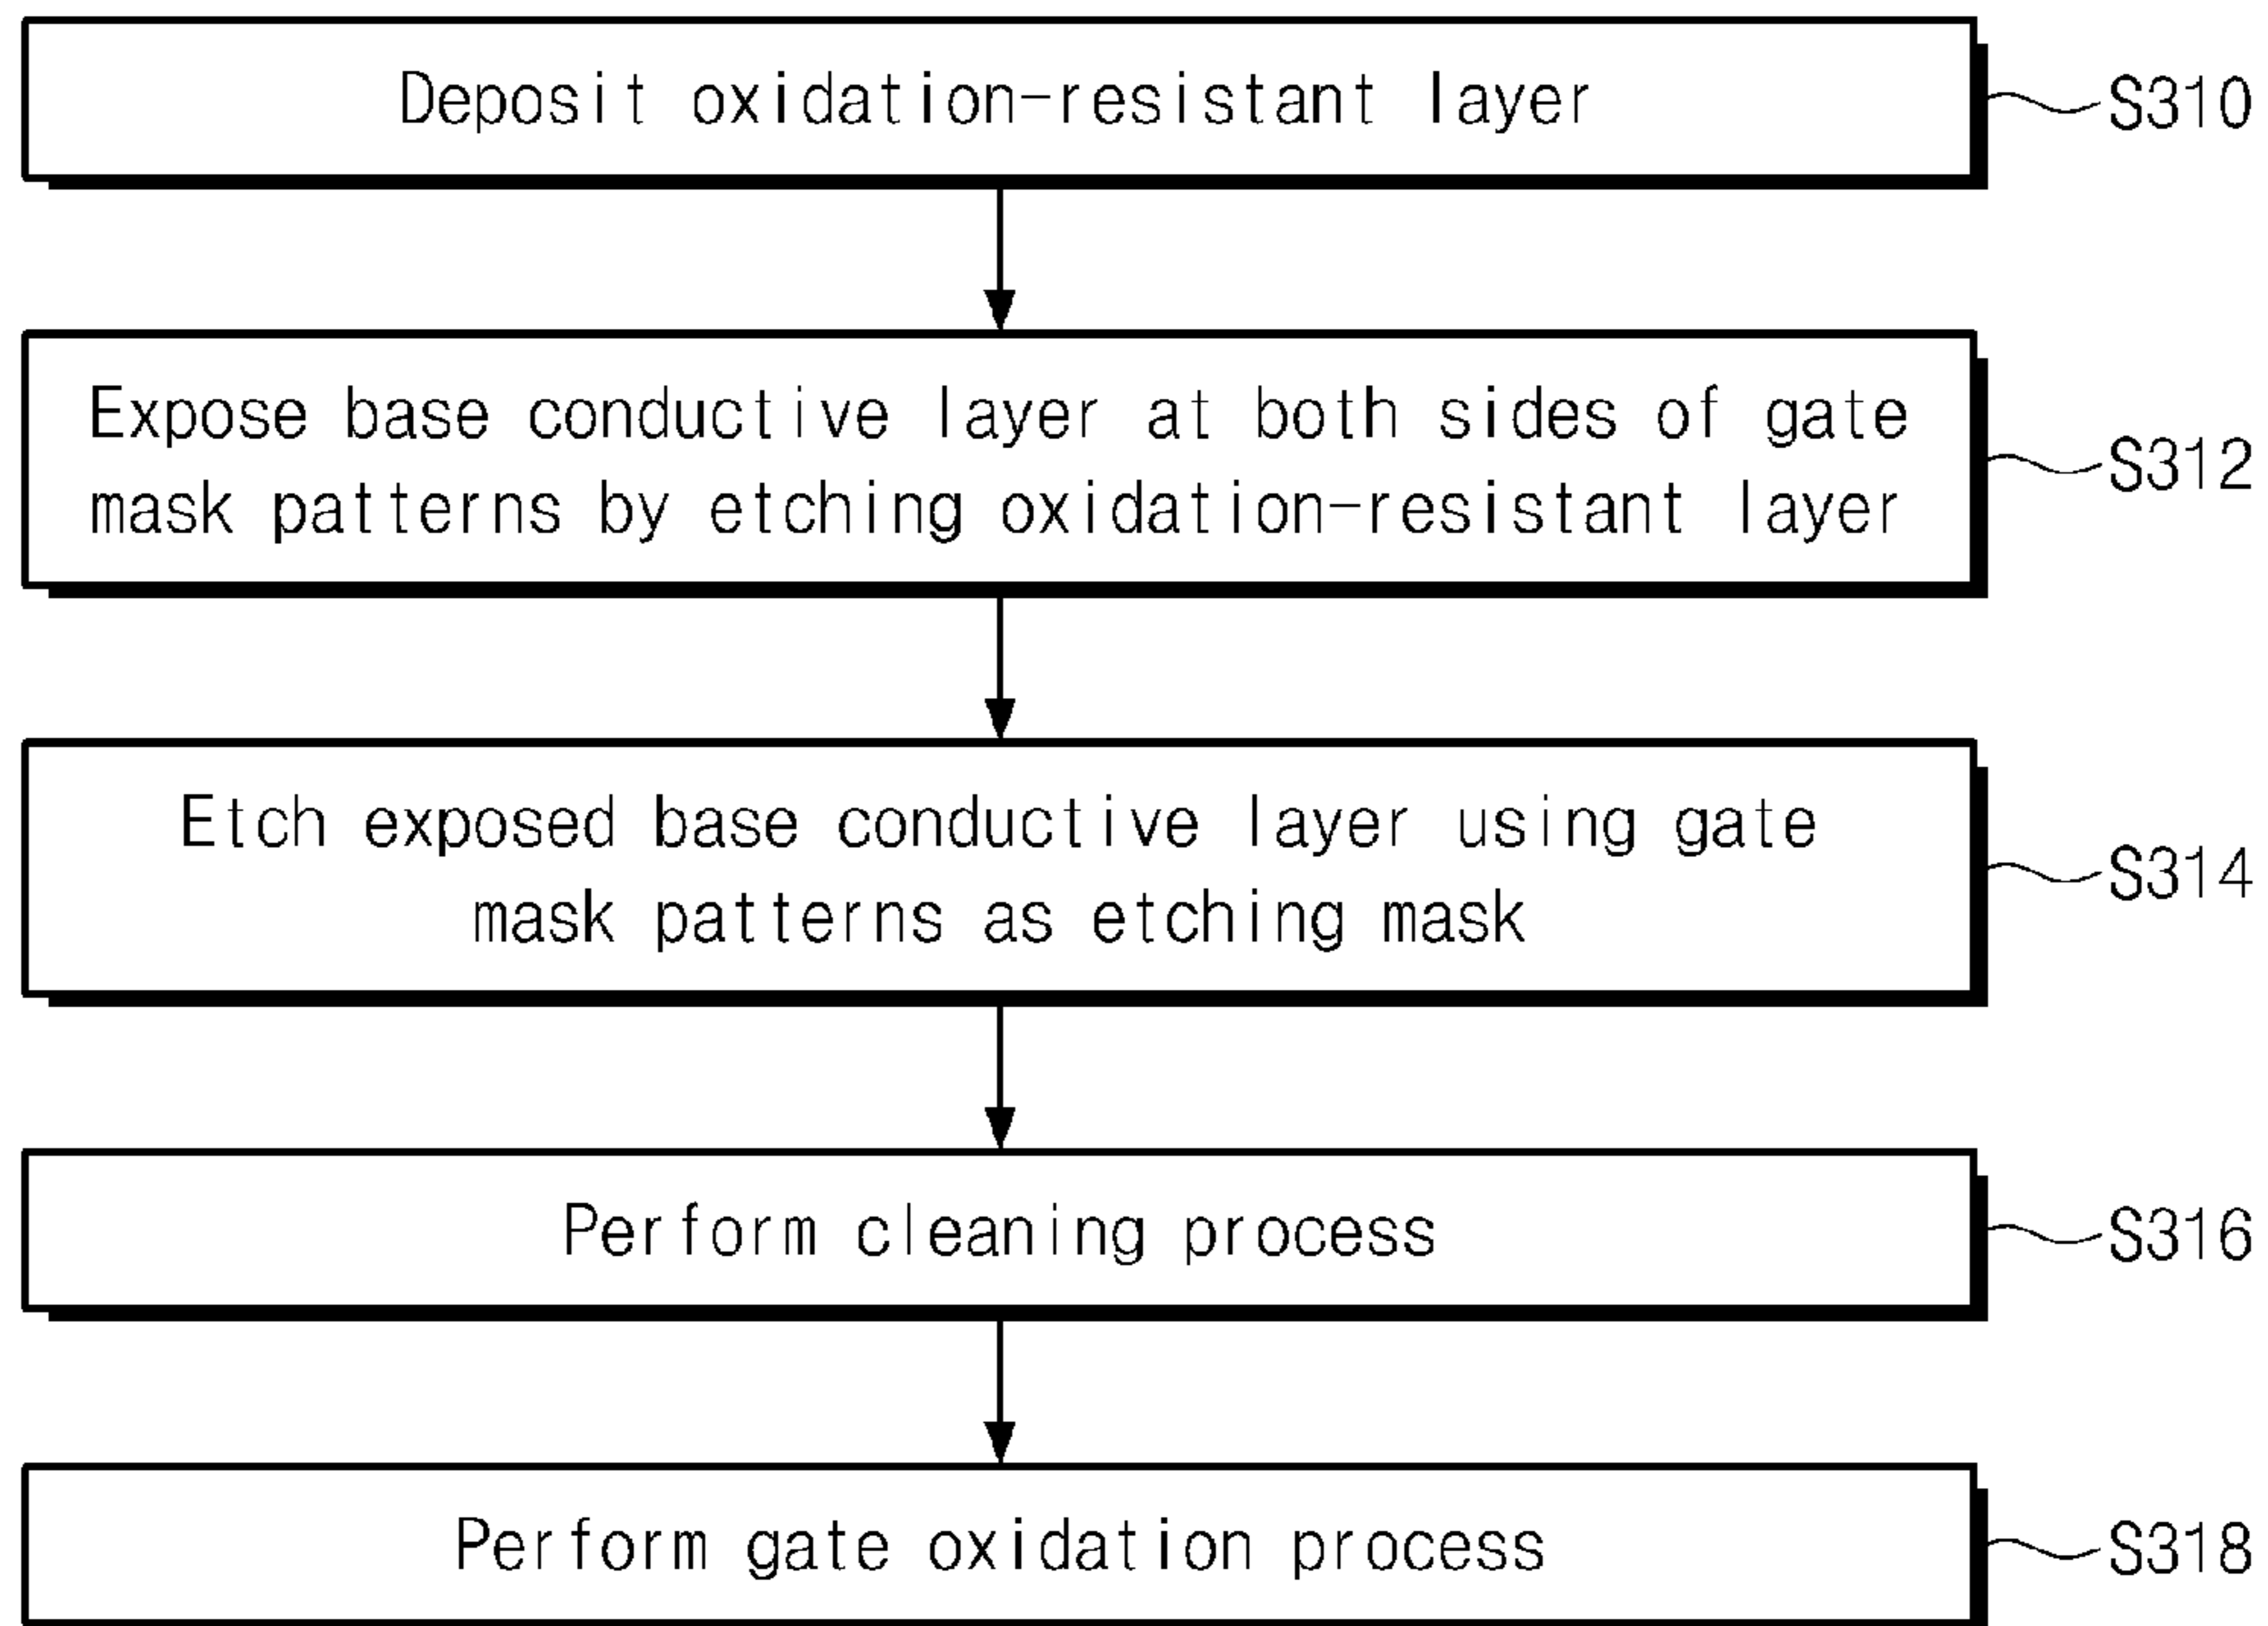 Deposit oxidation-resistant layer
S310
Expose base conductive layer at both sides of gate
mask patterns by etching oxidation-resistant layer
S312
Etch exposed base conductive layer using gate
mask patterns as etching mask
S314
Perform cleaning process
S316
Perform gate oxidation process
S318